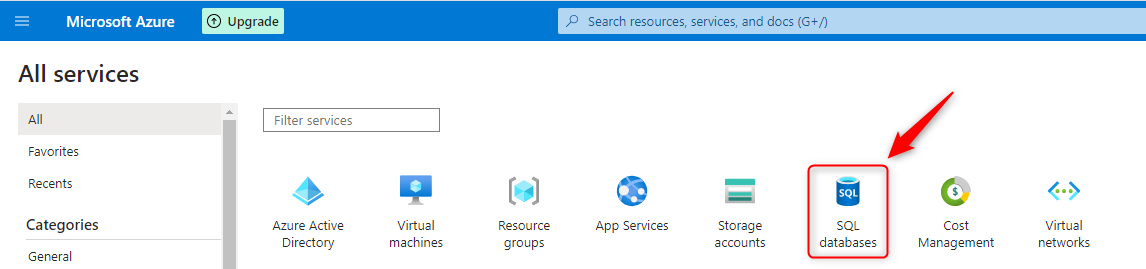 Microsoft Azure
Upgrade
Search resources, services, and docs (G+/)
All services
All
Favorites
Recents
Categories
General
Filter services
Azure Active
Directory
Virtual
machines
Resource
groups
App Services
Storage
accounts
SQL
SQL
databases
$
Cost
Management
Virtual
networks